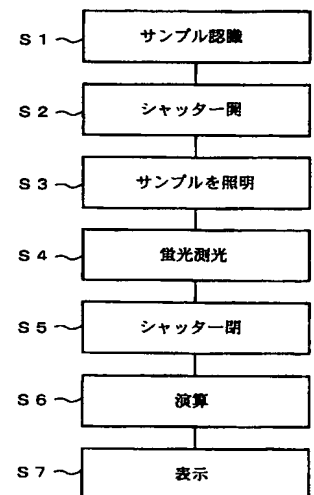 S1 サンプル認識
S2 シャッター開
S3 サンプルを照明
S4 蛍光測光
S5 シャッター閉
S6 演算
S7 表示